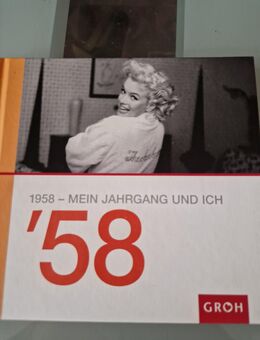 1958 – MEIN JAHRGANG UND ICH
'58
GROH